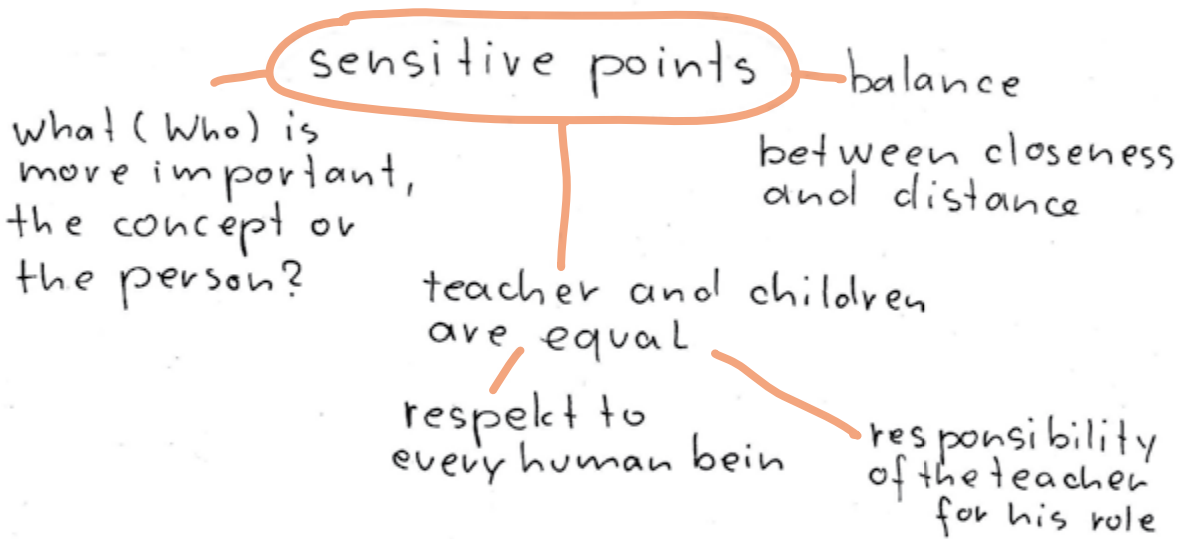 sensitive points
what (Who) is
more important,
the concept or
the person?
balance
between closeness
and distance
teacher and children
are equal
respekt to
every human bein
responsibility
of the teacher
for his role